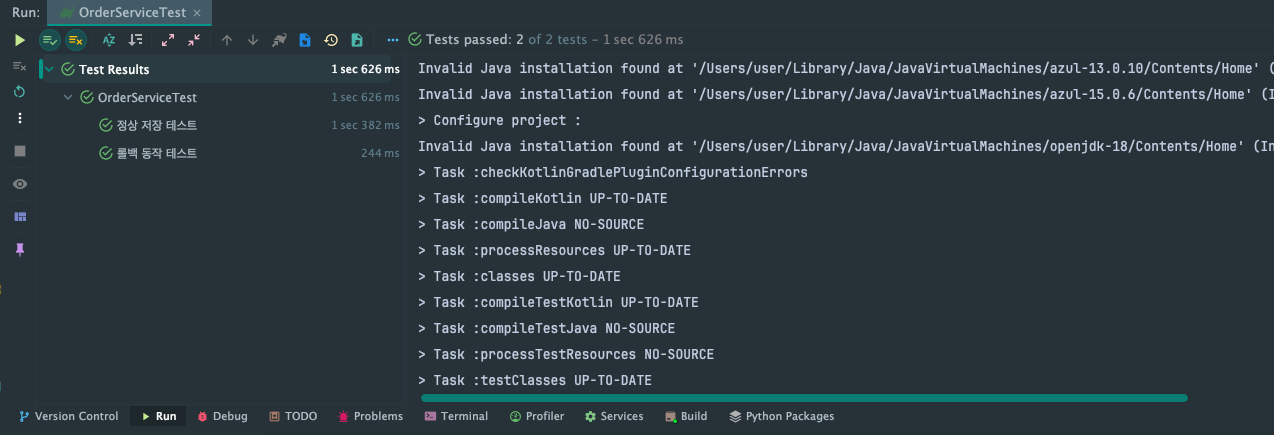 Run: OrderServiceTest ×
Tests passed: 2 of 2 tests – 1 sec 626 ms
Test Results 1 sec 626 ms
OrderServiceTest 1 sec 626 ms
정상 저장 테스트 1 sec 382 ms
롤백 동작 테스트 244 ms
Invalid Java installation found at '/Users/user/Library/Java/JavaVirtualMachines/azul-13.0.10/Contents/Home' (
Invalid Java installation found at '/Users/user/Library/Java/JavaVirtualMachines/azul-15.0.6/Contents/Home' (I
> Configure project :
Invalid Java installation found at '/Users/user/Library/Java/JavaVirtualMachines/openjdk-18/Contents/Home' (In
> Task :checkKotlinGradlePluginConfigurationErrors
> Task :compileKotlin UP-TO-DATE
> Task :compileJava NO-SOURCE
> Task :processResources UP-TO-DATE
> Task :classes UP-TO-DATE
> Task :compileTestKotlin UP-TO-DATE
> Task :compileTestJava NO-SOURCE
> Task :processTestResources NO-SOURCE
> Task :testClasses UP-TO-DATE
Version Control Run Debug TODO Problems Terminal Profiler Services Build Python Packages